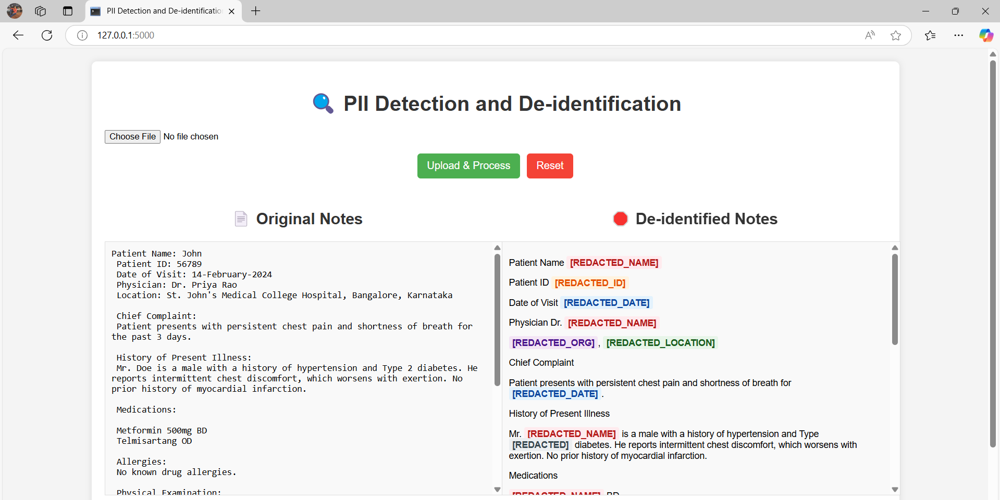 PII Detection and De-identification
127.0.0.1:5000
PII Detection and De-identification
Choose File No file chosen
Upload & Process Reset
Original Notes
Patient Name: John
Patient ID: 56789
Date of Visit: 14-February-2024
Physician: Dr. Priya Rao
Location: St. John's Medical College Hospital, Bangalore, Karnataka
Chief Complaint:
Patient presents with persistent chest pain and shortness of breath for
the past 3 days.
History of Present Illness:
Mr. Doe is a male with a history of hypertension and Type 2 diabetes. He
reports intermittent chest discomfort, which worsens with exertion. No
prior history of myocardial infarction.
Medications:
Metformin 500mg BD
Telmisartang OD
Allergies:
No known drug allergies.
Physical Examination:
De-identified Notes
Patient Name [REDACTED_NAME]
Patient ID [REDACTED_ID]
Date of Visit [REDACTED_DATE]
Physician Dr. [REDACTED_NAME]
[REDACTED_ORG] , [REDACTED_LOCATION]
Chief Complaint
Patient presents with persistent chest pain and shortness of breath for
[REDACTED_DATE] .
History of Present Illness
Mr. [REDACTED_NAME] is a male with a history of hypertension and Type
[REDACTED] diabetes. He reports intermittent chest discomfort, which worsens with
exertion. No prior history of myocardial infarction.
Medications
[REDACTED_NAME] BD